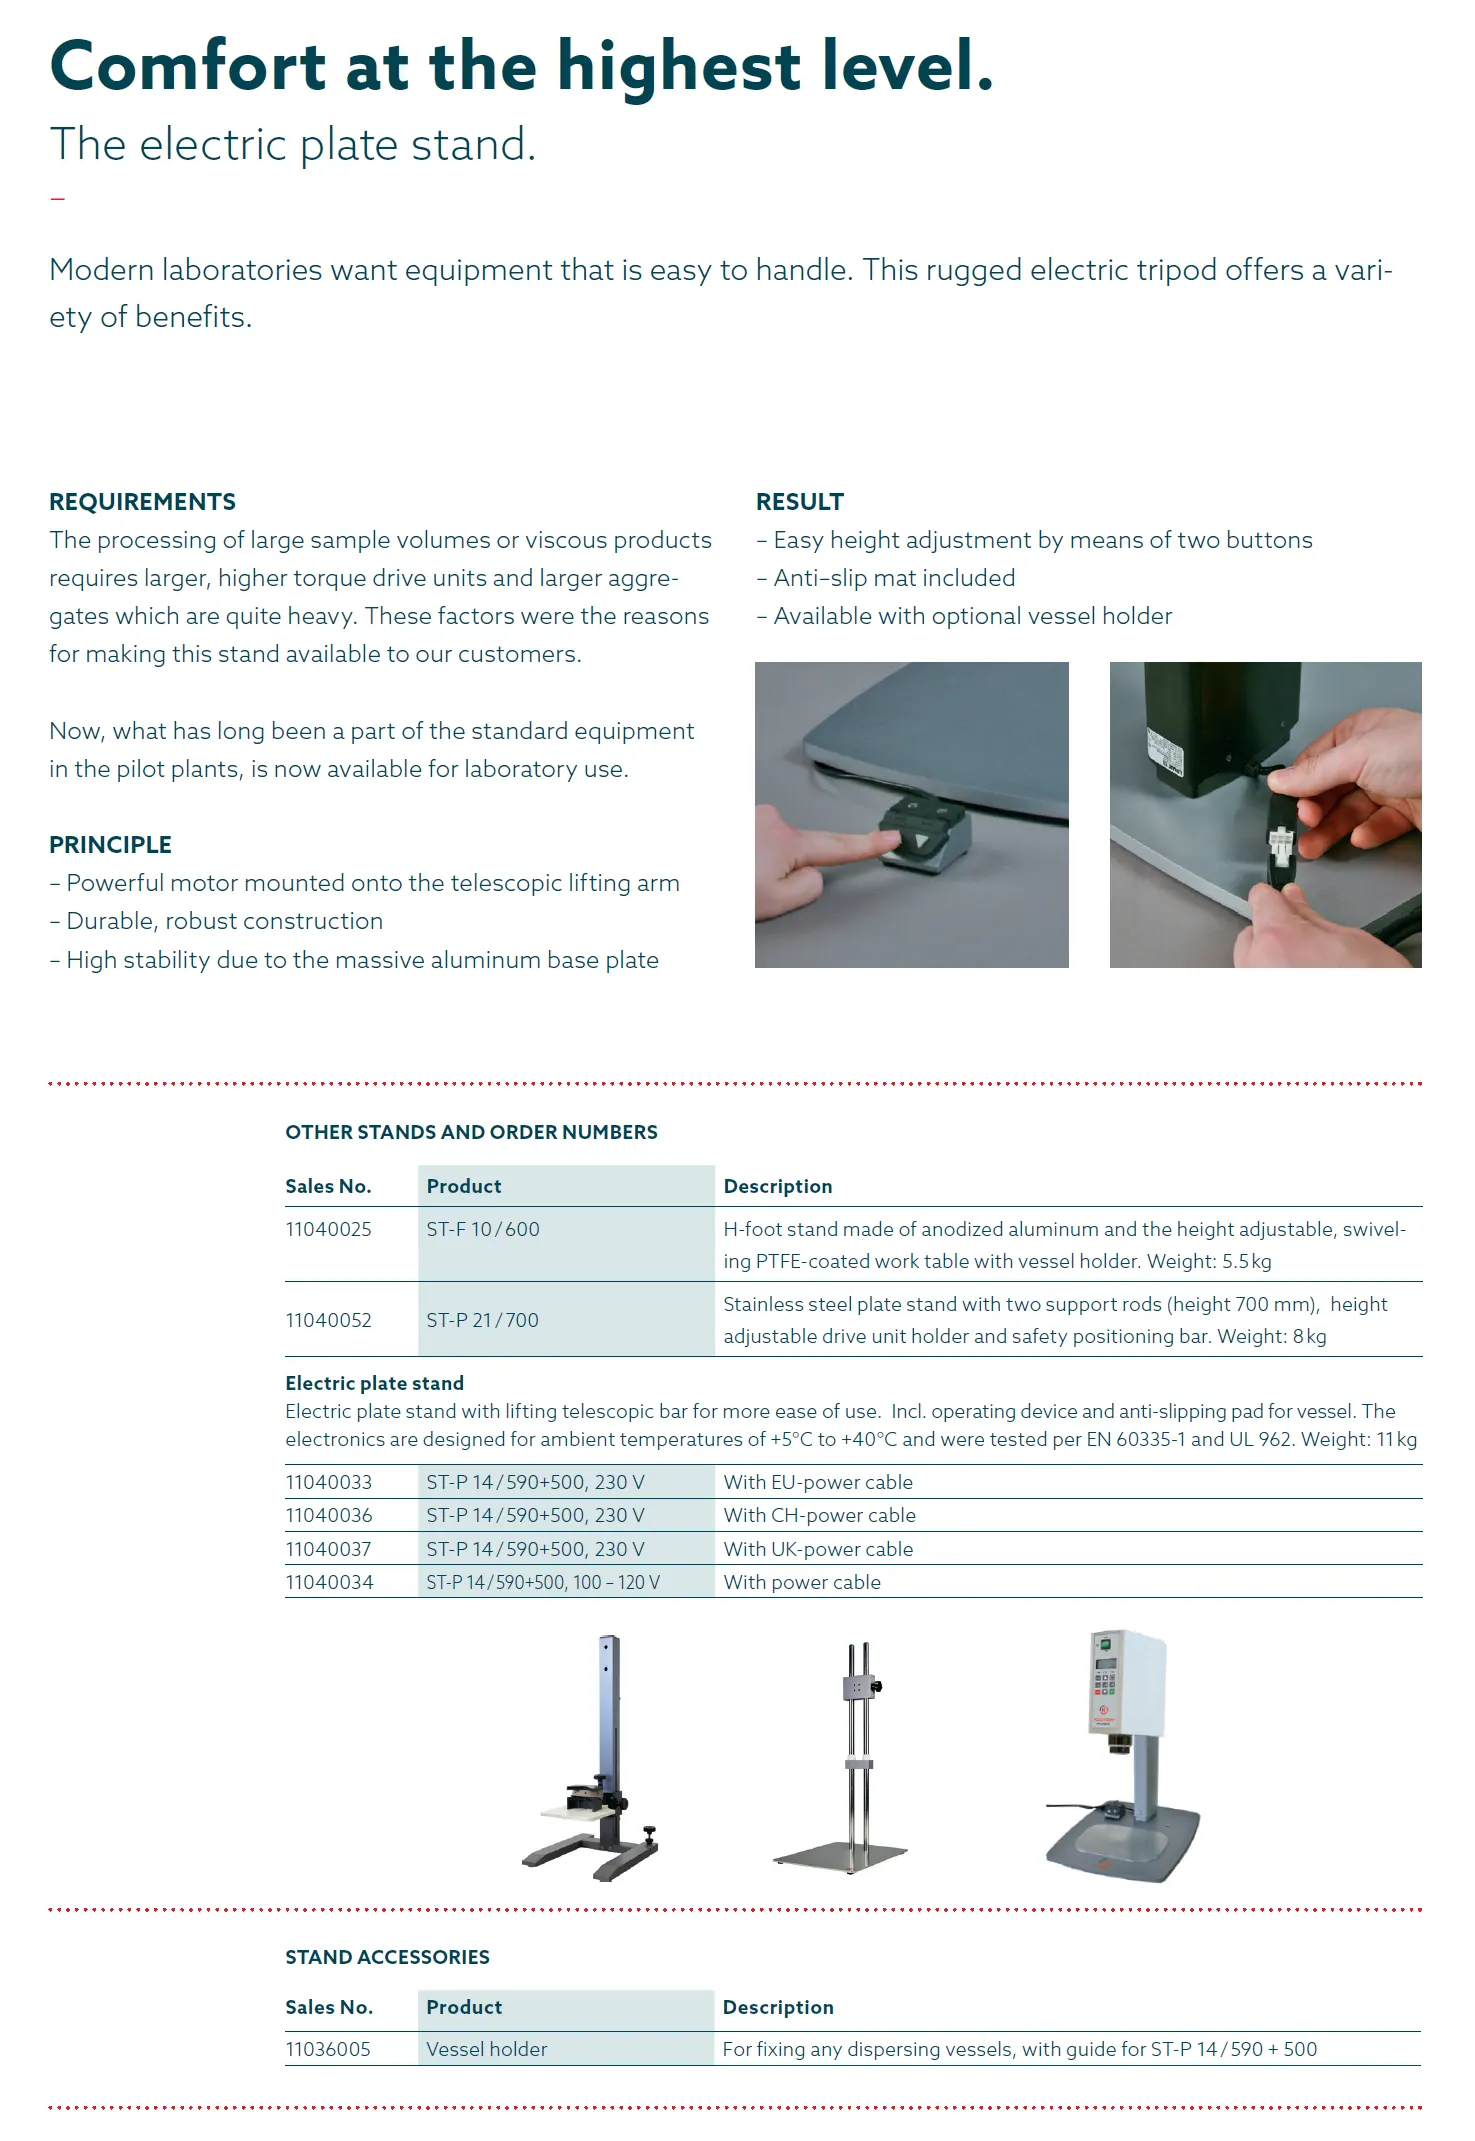 Comfort at the highest level.
The electric plate stand.
–
Modern laboratories want equipment that is easy to handle. This rugged electric tripod offers a vari-
ety of benefits.
REQUIREMENTS
The processing of large sample volumes or viscous products
requires larger, higher torque drive units and larger aggre-
gates which are quite heavy. These factors were the reasons
for making this stand available to our customers.
Now, what has long been a part of the standard equipment
in the pilot plants, is now available for laboratory use.
PRINCIPLE
– Powerful motor mounted onto the telescopic lifting arm
– Durable, robust construction
– High stability due to the massive aluminum base plate
RESULT
– Easy height adjustment by means of two buttons
– Anti–slip mat included
– Available with optional vessel holder
OTHER STANDS AND ORDER NUMBERS
Sales No. Product Description
11040025 ST-F 10/600 H-foot stand made of anodized aluminum and the height adjustable, swivel-
ing PTFE-coated work table with vessel holder. Weight: 5.5 kg
11040052 ST-P 21/700 Stainless steel plate stand with two support rods (height 700 mm), height
adjustable drive unit holder and safety positioning bar. Weight: 8 kg
Electric plate stand
Electric plate stand with lifting telescopic bar for more ease of use. Incl. operating device and anti-slipping pad for vessel. The
electronics are designed for ambient temperatures of +5°C to +40°C and were tested per EN 60335-1 and UL 962. Weight: 11 kg
11040033 ST-P 14/590+500, 230 V With EU-power cable
11040036 ST-P 14/590+500, 230 V With CH-power cable
11040037 ST-P 14/590+500, 230 V With UK-power cable
11040034 ST-P 14/590+500, 100 – 120 V With power cable
STAND ACCESSORIES
Sales No. Product Description
11036005 Vessel holder For fixing any dispersing vessels, with guide for ST-P 14/590 + 500